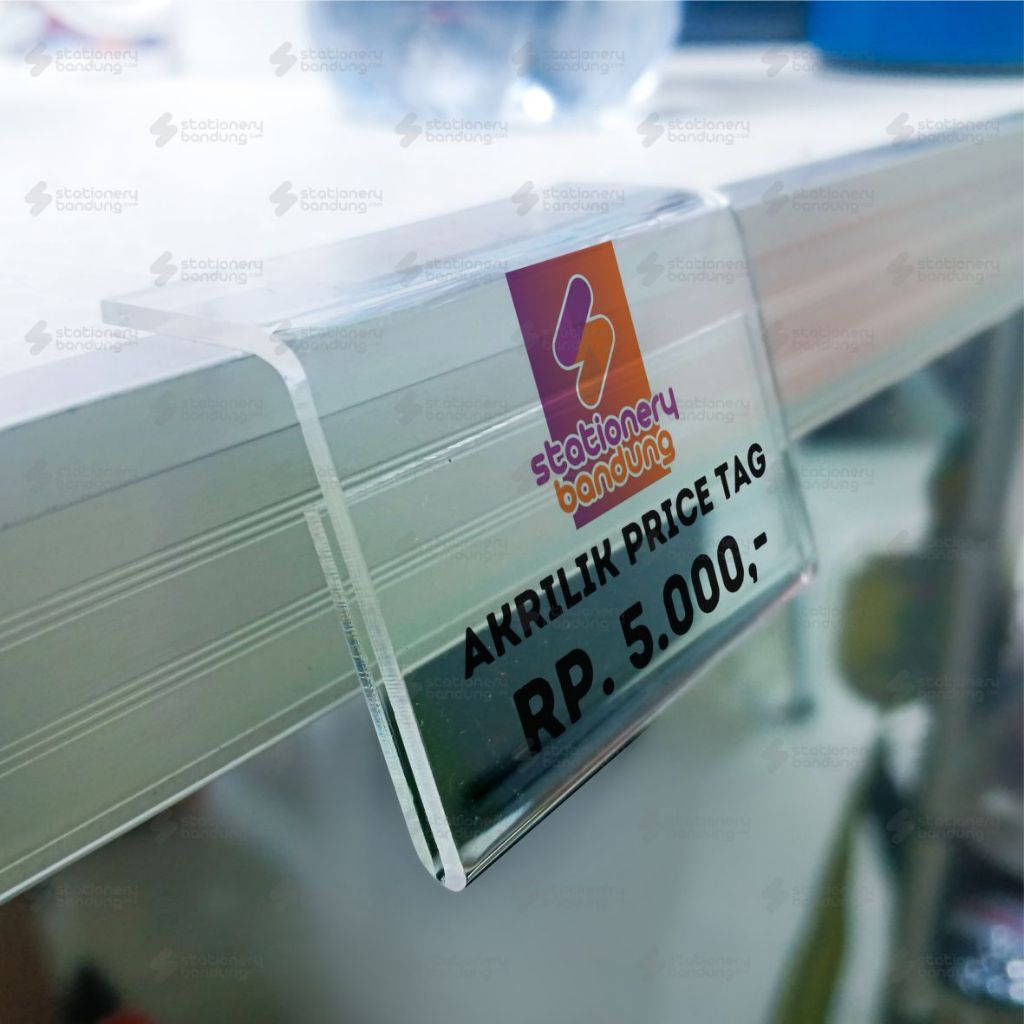 stationery
bandung
AKRILIK PRICE TAG
RP. 5.000,-